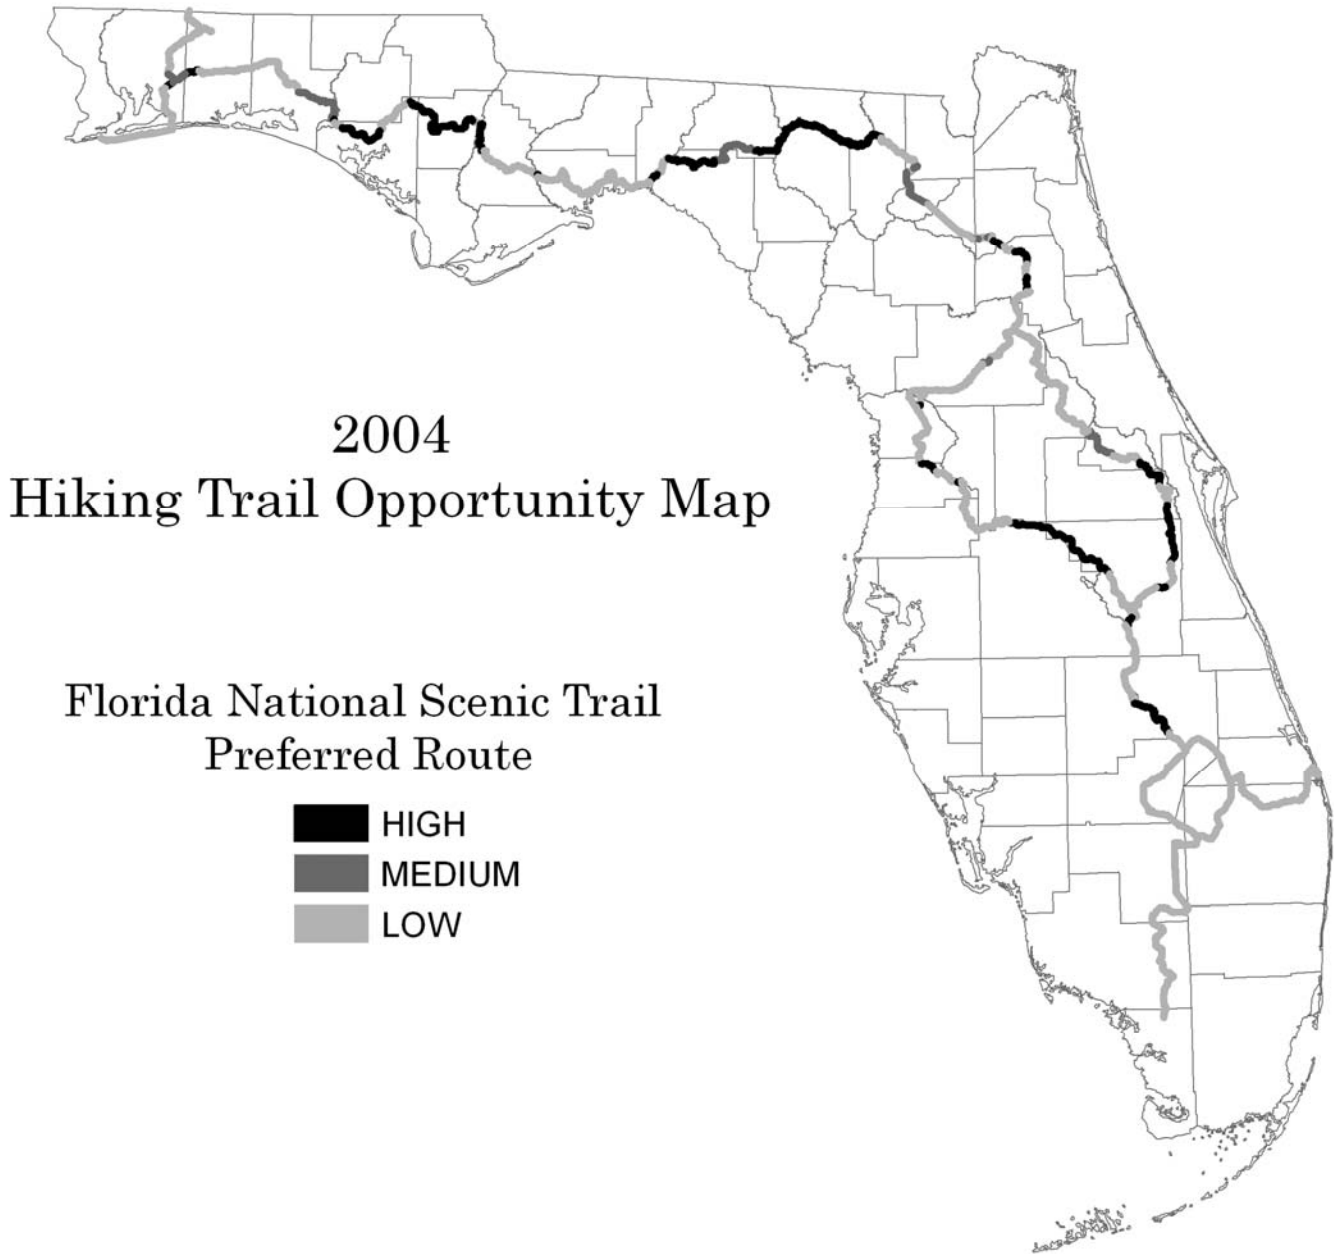 2004
Hiking Trail Opportunity Map
Florida National Scenic Trail
Preferred Route
HIGH
MEDIUM
LOW